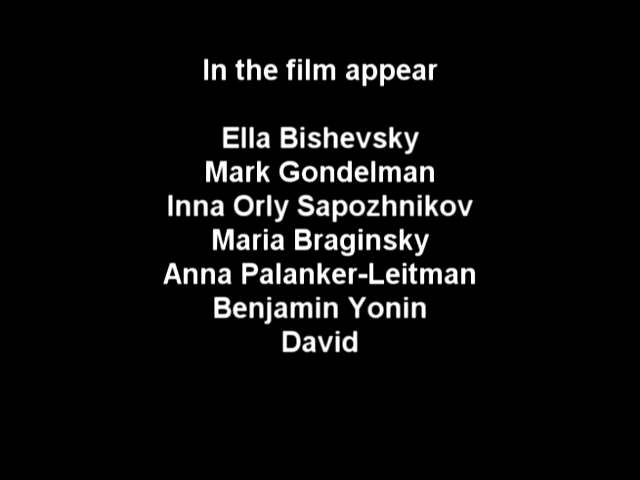 In the film appear
Ella Bishevsky
Mark Gondelman
Inna Orly Sapozhnikov
Maria Braginsky
Anna Palanker-Leitman
Benjamin Yonin
David